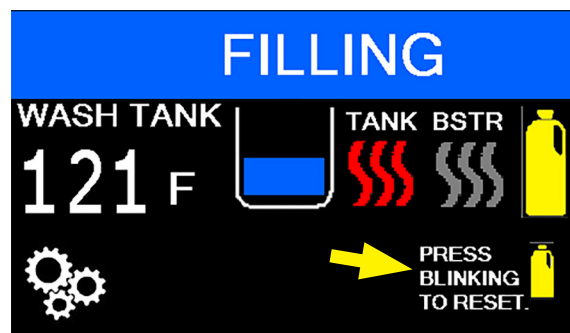 FILLING
WASH TANK
TANK BSTR
121 F
PRESS
BLINKING
TO RESET.